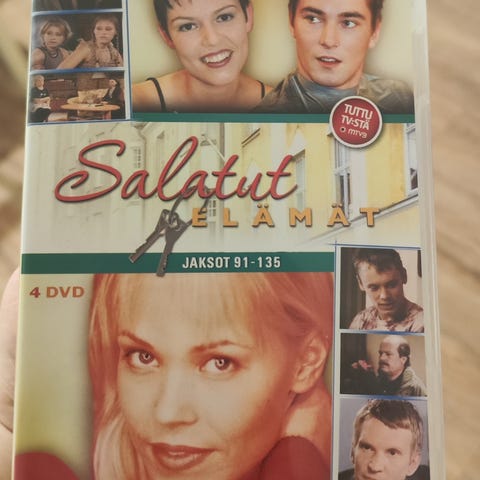 TUTTU
TV:STÄ
mtv3
Salatut
ELÄMÄT
JAKSOT 91-135
4 DVD